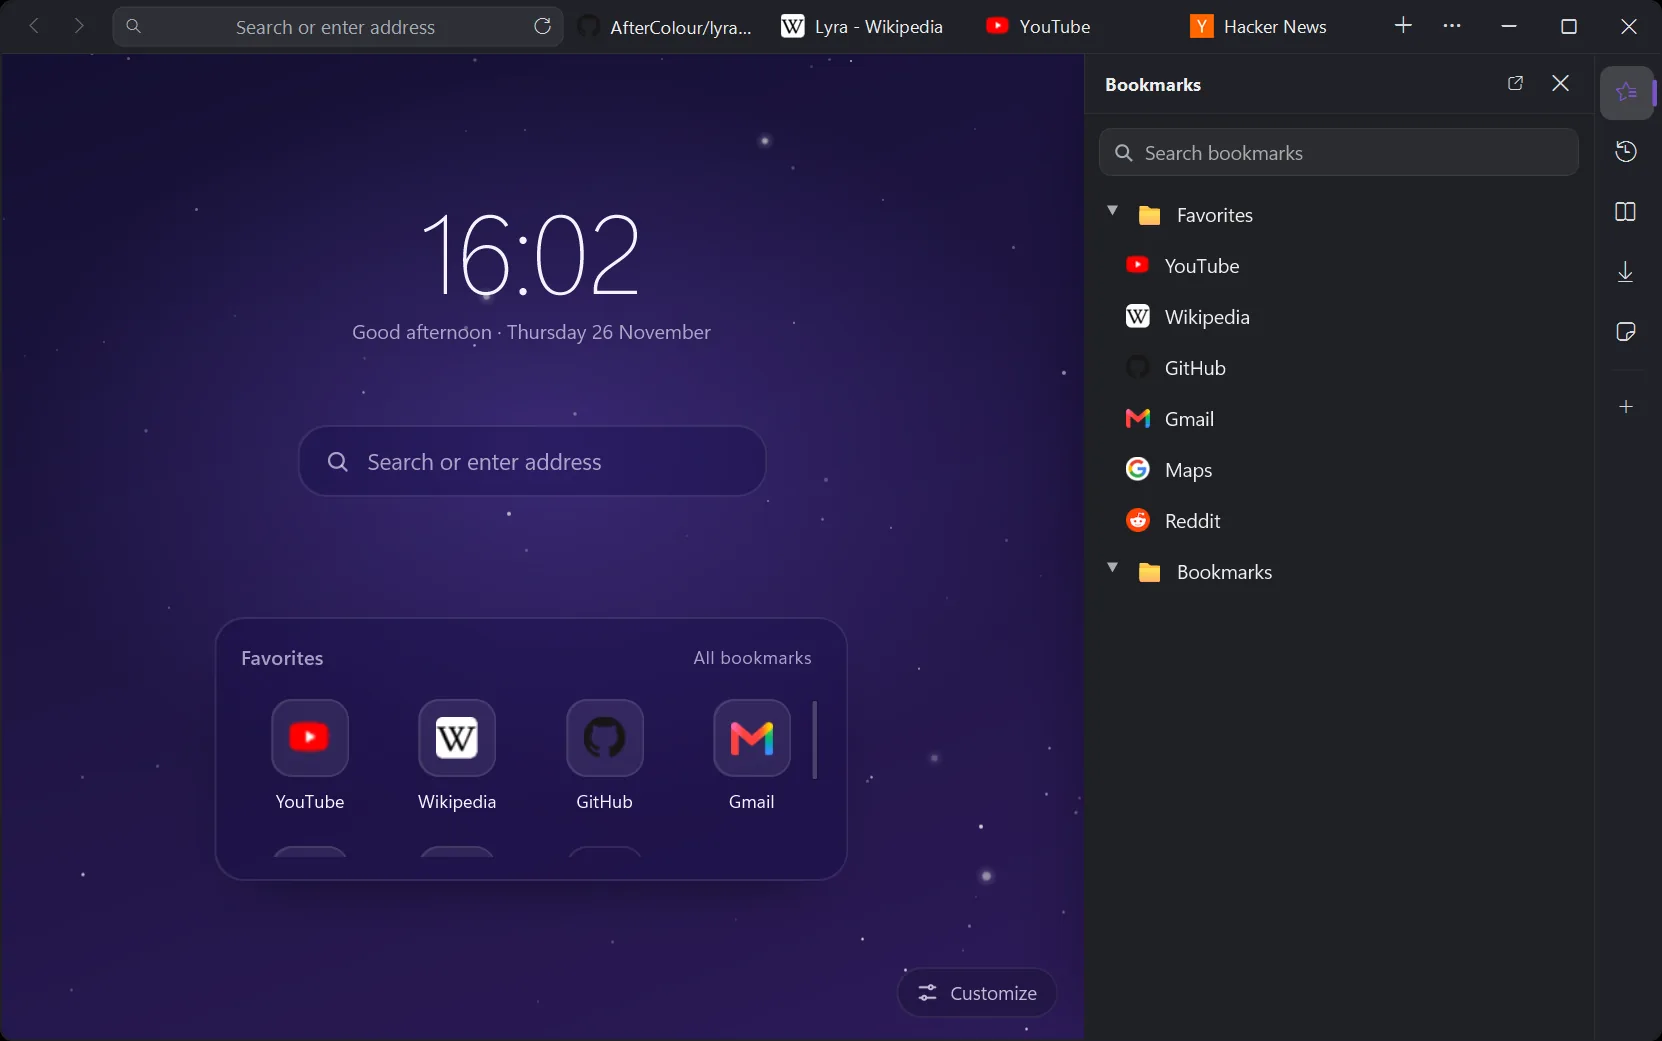 Search or enter address
AfterColour/lyra...
Lyra - Wikipedia
YouTube
Hacker News
16:02
Good afternoon · Thursday 26 November
Search or enter address
Favorites
All bookmarks
YouTube
Wikipedia
GitHub
Gmail
Customize
Bookmarks
Search bookmarks
Favorites
YouTube
Wikipedia
GitHub
Gmail
Maps
Reddit
Bookmarks